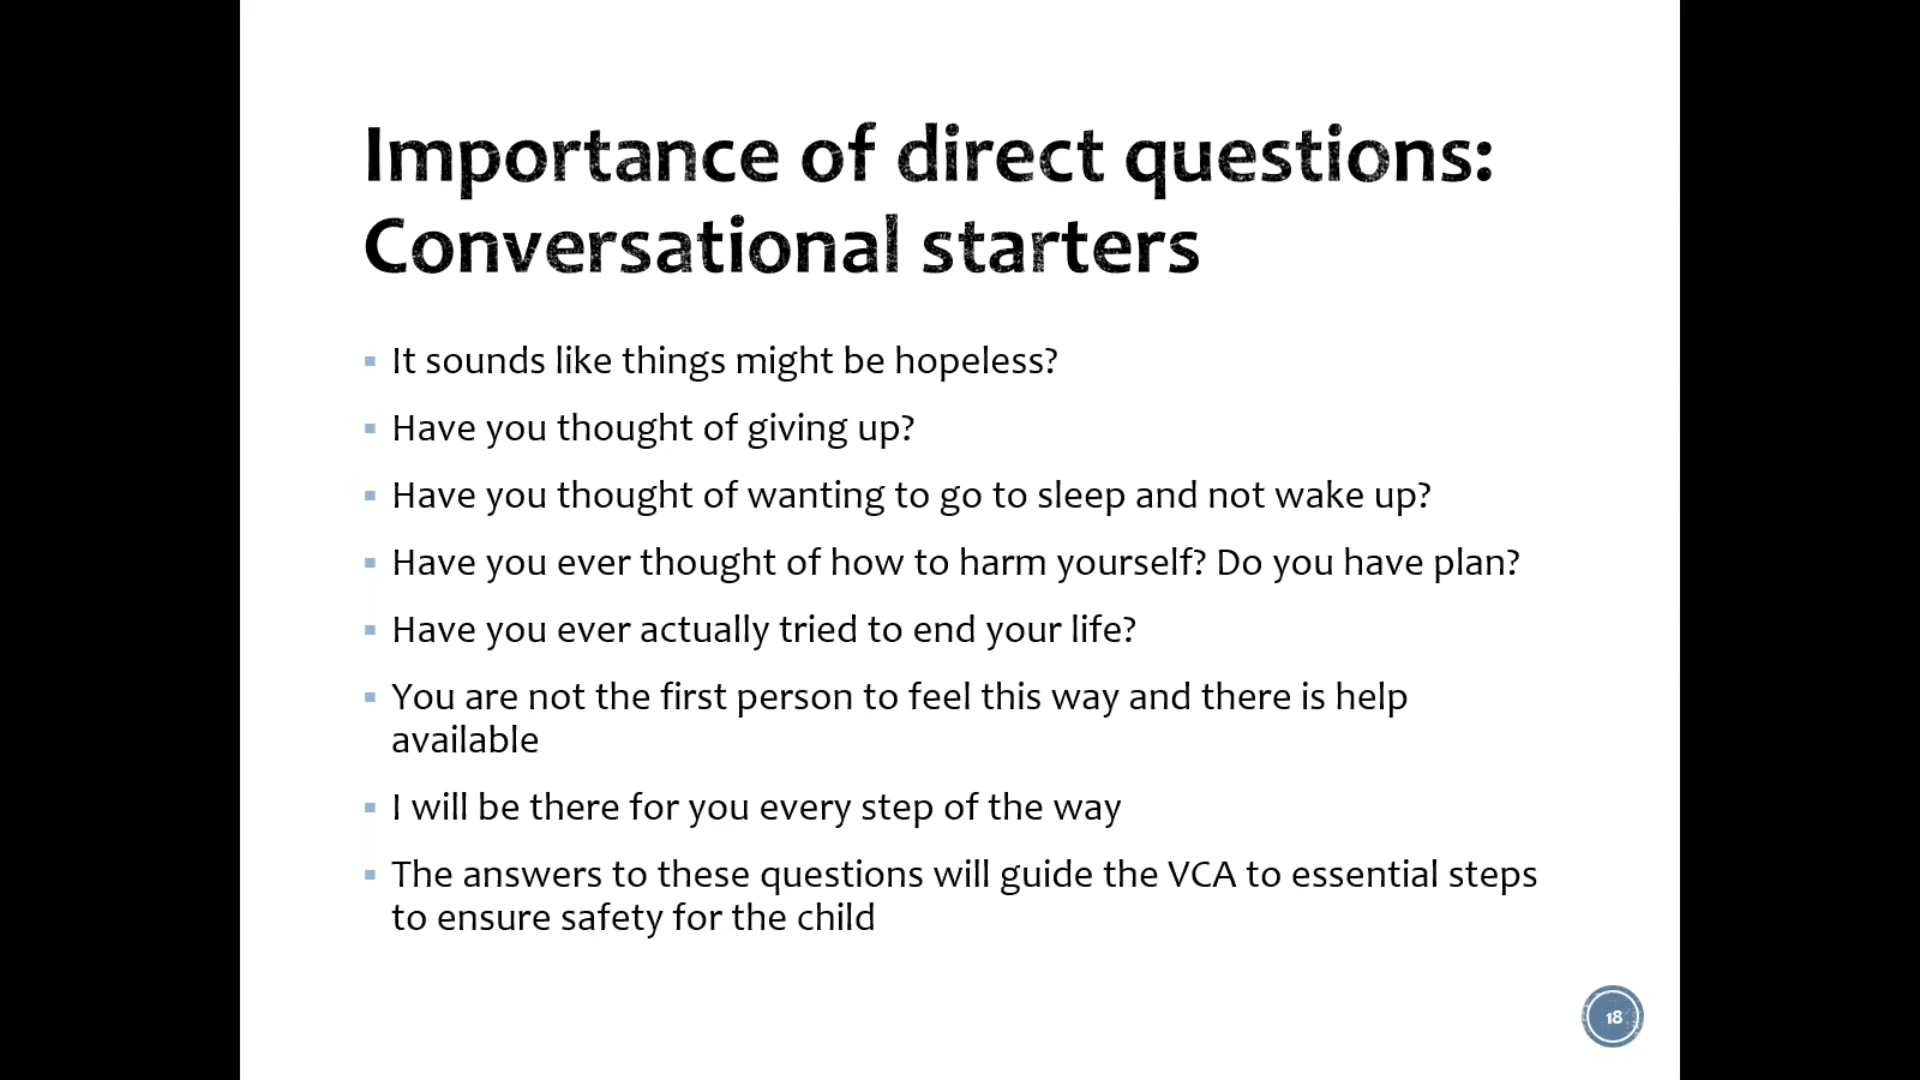 Importance of direct questions:
Conversational starters
It sounds like things might be hopeless?
Have you thought of giving up?
Have you thought of wanting to go to sleep and not wake up?
Have you ever thought of how to harm yourself? Do you have plan?
Have you ever actually tried to end your life?
You are not the first person to feel this way and there is help
available
I will be there for you every step of the way
The answers to these questions will guide the VCA to essential steps
to ensure safety for the child
18